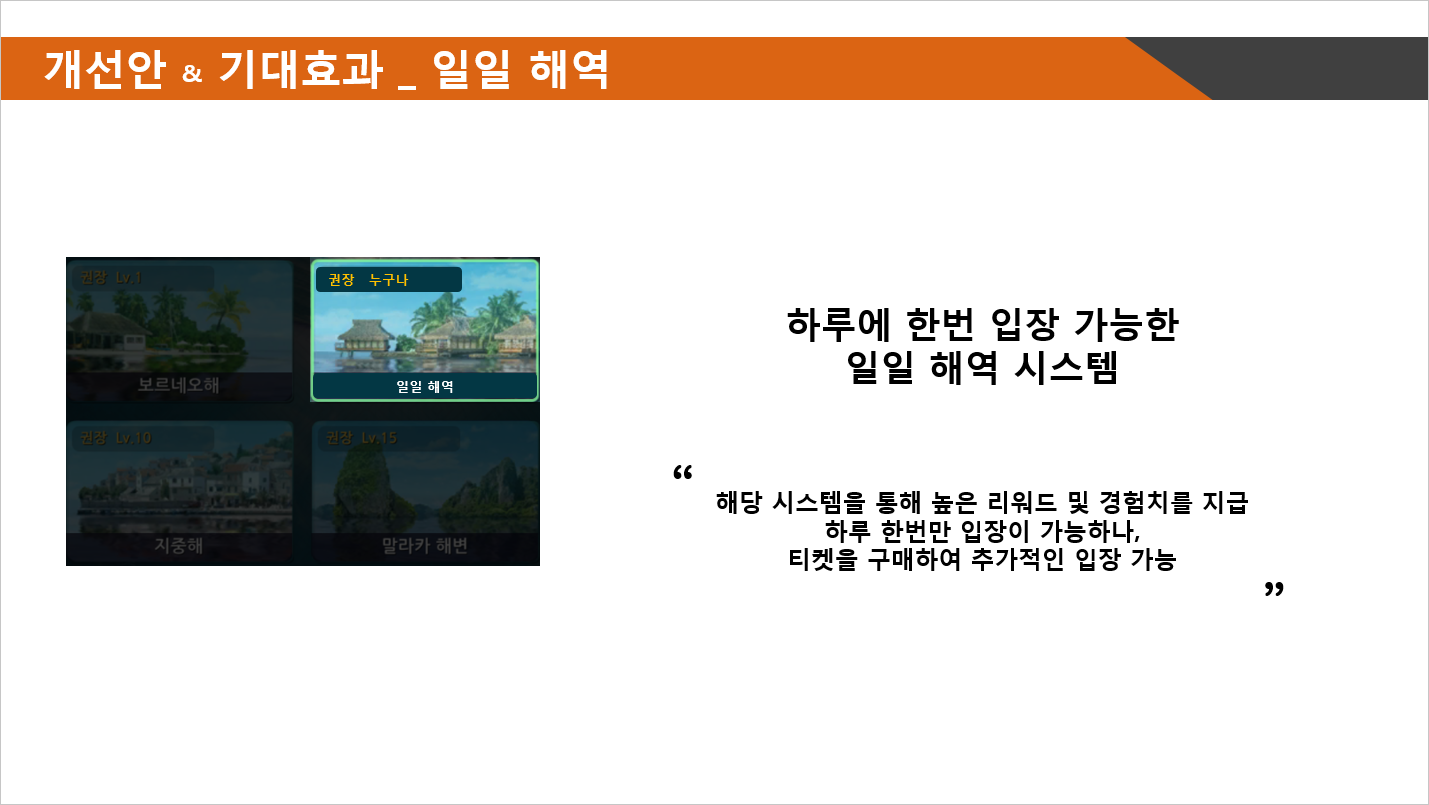 개선안 & 기대효과 _ 일일 해역
권장 Lv.1
권장 누구나
보르네오해
일일 해역
권장 Lv.10
권장 Lv.15
지중해
말라카 해변
하루에 한번 입장 가능한
일일 해역 시스템
“
해당 시스템을 통해 높은 리워드 및 경험치를 지급
하루 한번만 입장이 가능하나,
티켓을 구매하여 추가적인 입장 가능
”